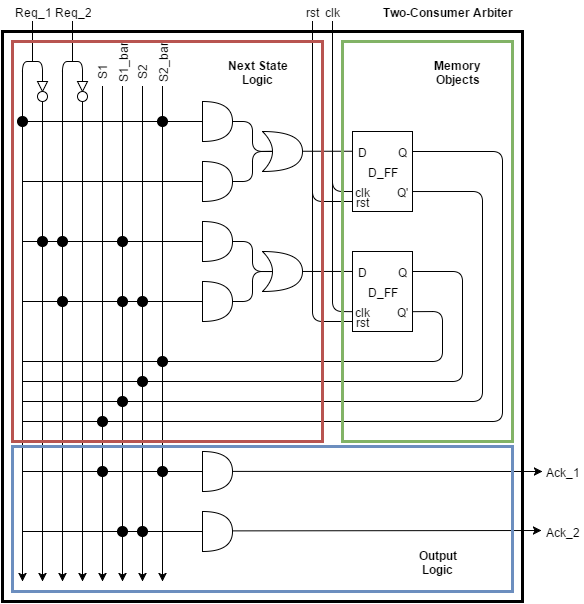 Req_1 Req_2 rst clk Two-Consumer Arbiter
S1 S1_bar S2 S2_bar
Next State
Logic
Memory
Objects
D Q
D_FF
clk Q'
rst
D Q
D_FF
clk Q'
rst
Ack_1
Ack_2
Output
Logic